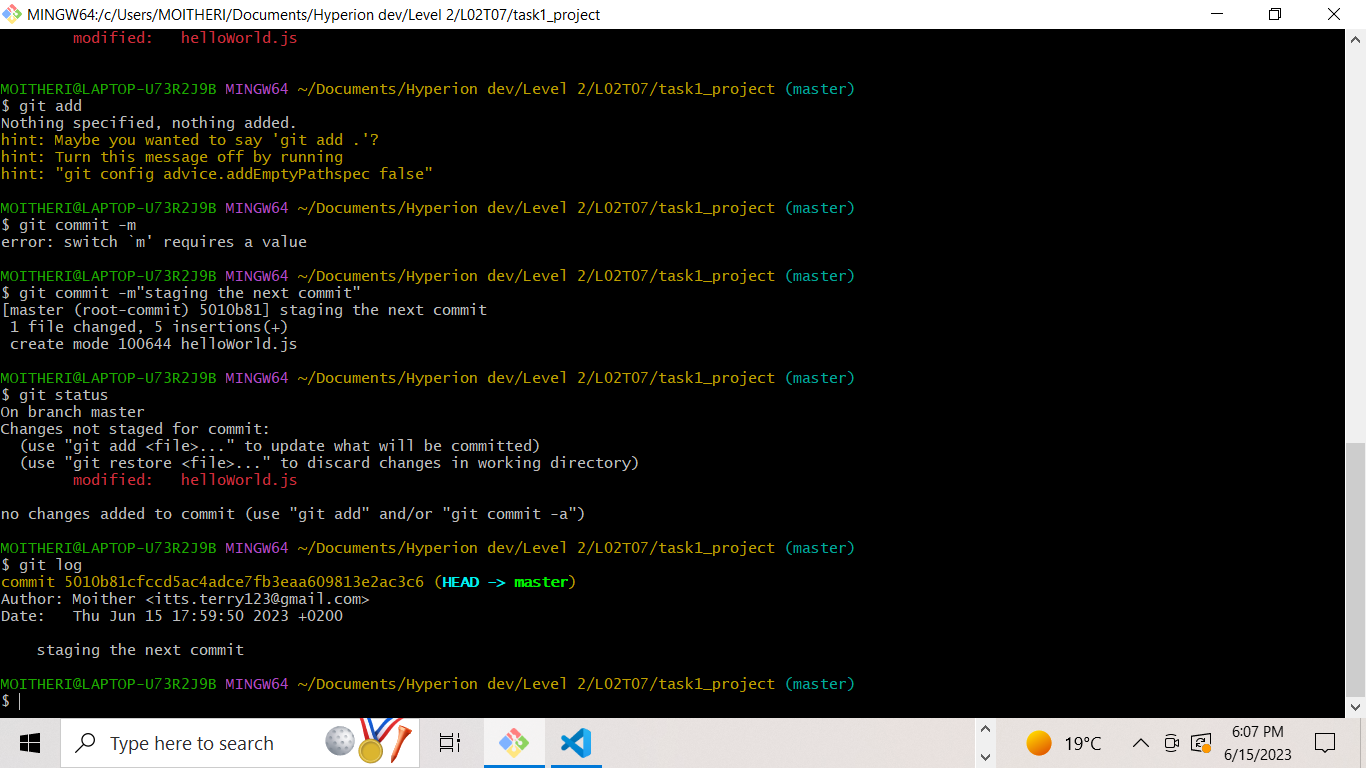 MINGW64:/c/Users/MOITHERI/Documents/Hyperion dev/Level 2/L02T07/task1_project
modified:   helloWorld.js
MOITHERI@LAPTOP-U73R2J9B MINGW64 ~/Documents/Hyperion dev/Level 2/L02T07/task1_project (master)
$ git add
Nothing specified, nothing added.
hint: Maybe you wanted to say 'git add .'?
hint: Turn this message off by running
hint: "git config advice.addEmptyPathspec false"
MOITHERI@LAPTOP-U73R2J9B MINGW64 ~/Documents/Hyperion dev/Level 2/L02T07/task1_project (master)
$ git commit -m
error: switch `m' requires a value
MOITHERI@LAPTOP-U73R2J9B MINGW64 ~/Documents/Hyperion dev/Level 2/L02T07/task1_project (master)
$ git commit -m"staging the next commit"
[master (root-commit) 5010b81] staging the next commit
 1 file changed, 5 insertions(+)
 create mode 100644 helloWorld.js
MOITHERI@LAPTOP-U73R2J9B MINGW64 ~/Documents/Hyperion dev/Level 2/L02T07/task1_project (master)
$ git status
On branch master
Changes not staged for commit:
  (use "git add <file>..." to update what will be committed)
  (use "git restore <file>..." to discard changes in working directory)
        modified:   helloWorld.js
no changes added to commit (use "git add" and/or "git commit -a")
MOITHERI@LAPTOP-U73R2J9B MINGW64 ~/Documents/Hyperion dev/Level 2/L02T07/task1_project (master)
$ git log
commit 5010b81cfccd5ac4adce7fb3eaa609813e2ac3c6 (HEAD -> master)
Author: Moither <itts.terry123@gmail.com>
Date:   Thu Jun 15 17:59:50 2023 +0200
    staging the next commit
MOITHERI@LAPTOP-U73R2J9B MINGW64 ~/Documents/Hyperion dev/Level 2/L02T07/task1_project (master)
$
Type here to search
19°C
6:07 PM
6/15/2023